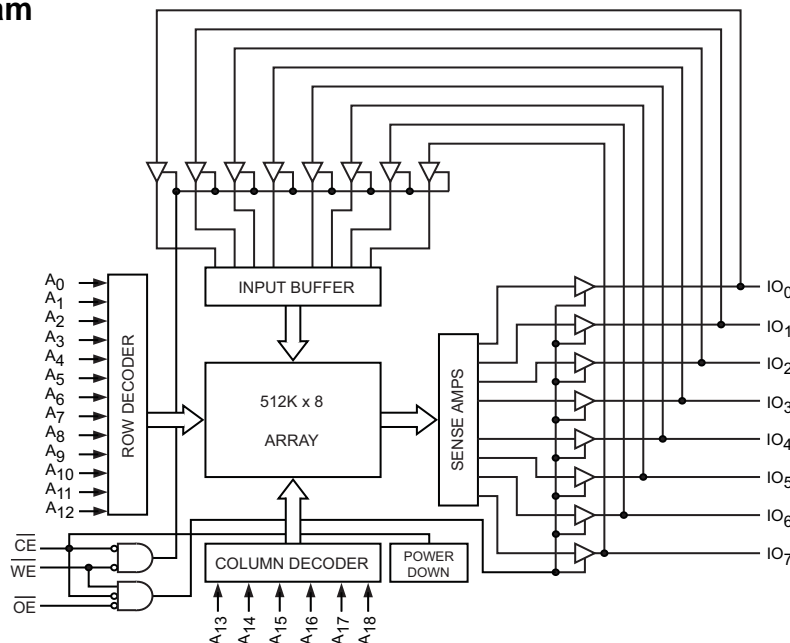 am
INPUT BUFFER
A0
A1
A2
A3
A4
A5
A6
A7
A8
A9
A10
A11
A12
ROW DECODER
512K x 8
ARRAY
SENSE AMPS
IO0
IO1
IO2
IO3
IO4
IO5
IO6
IO7
CE
WE
OE
COLUMN DECODER
POWER
DOWN
A13
A14
A15
A16
A17
A18